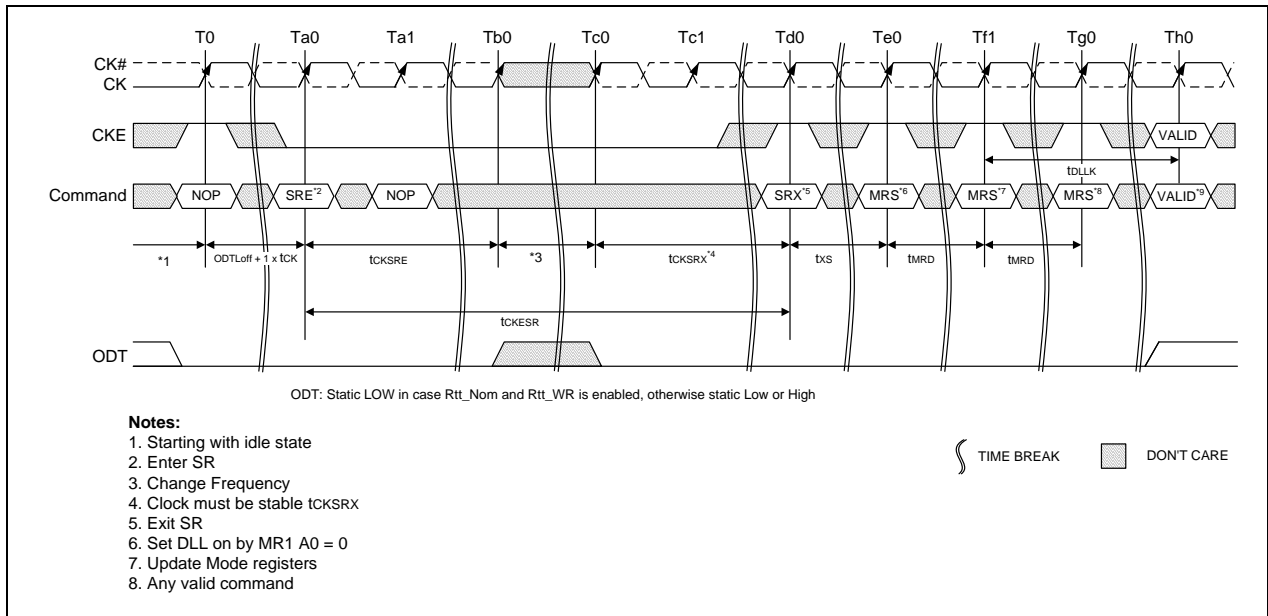 T0 Ta0 Ta1 Tb0 Tc0 Tc1 Td0 Te0 Tf1 Tg0 Th0
CK#
CK
CKE VALID
tDLLK
Command NOP SRE*2 NOP SRX*5 MRS*6 MRS*7 MRS*8 VALID*9
*1 ODTLoff + 1 x tCK tCKSRE *3 tCKSRX*4 tXS tMRD tMRD
tCKESR
ODT
ODT: Static LOW in case Rtt_Nom and Rtt_WR is enabled, otherwise static Low or High
Notes:
1. Starting with idle state
2. Enter SR
3. Change Frequency
4. Clock must be stable tCKSRX
5. Exit SR
6. Set DLL on by MR1 A0 = 0
7. Update Mode registers
8. Any valid command
TIME BREAK DON'T CARE